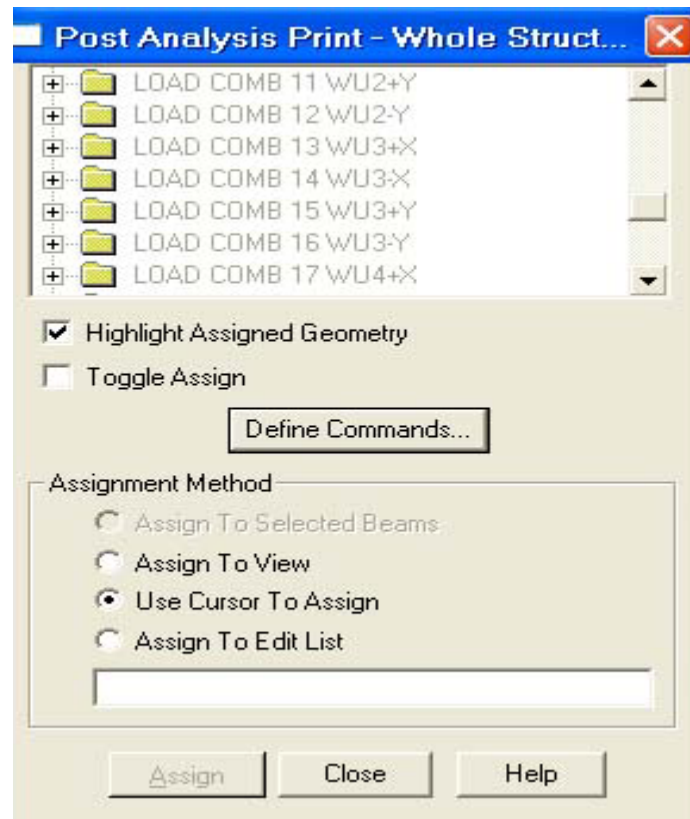 Post Analysis Print - Whole Struct...
LOAD COMB 11 WU2+Y
LOAD COMB 12 WU2-Y
LOAD COMB 13 WU3+X
LOAD COMB 14 WU3-X
LOAD COMB 15 WU3+Y
LOAD COMB 16 WU3-Y
LOAD COMB 17 WU4+X
Highlight Assigned Geometry
Toggle Assign
Define Commands...
Assignment Method
Assign To Selected Beams
Assign To View
Use Cursor To Assign
Assign To Edit List
Assign Close Help